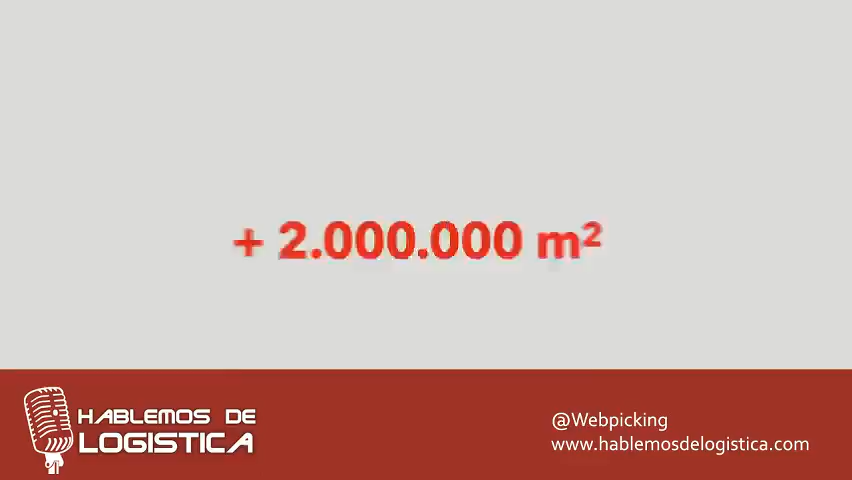 + 2.000.000 m²
HABLEMOS DE
LOGISTICA
@Webpicking
www.hablemosdelogistica.com